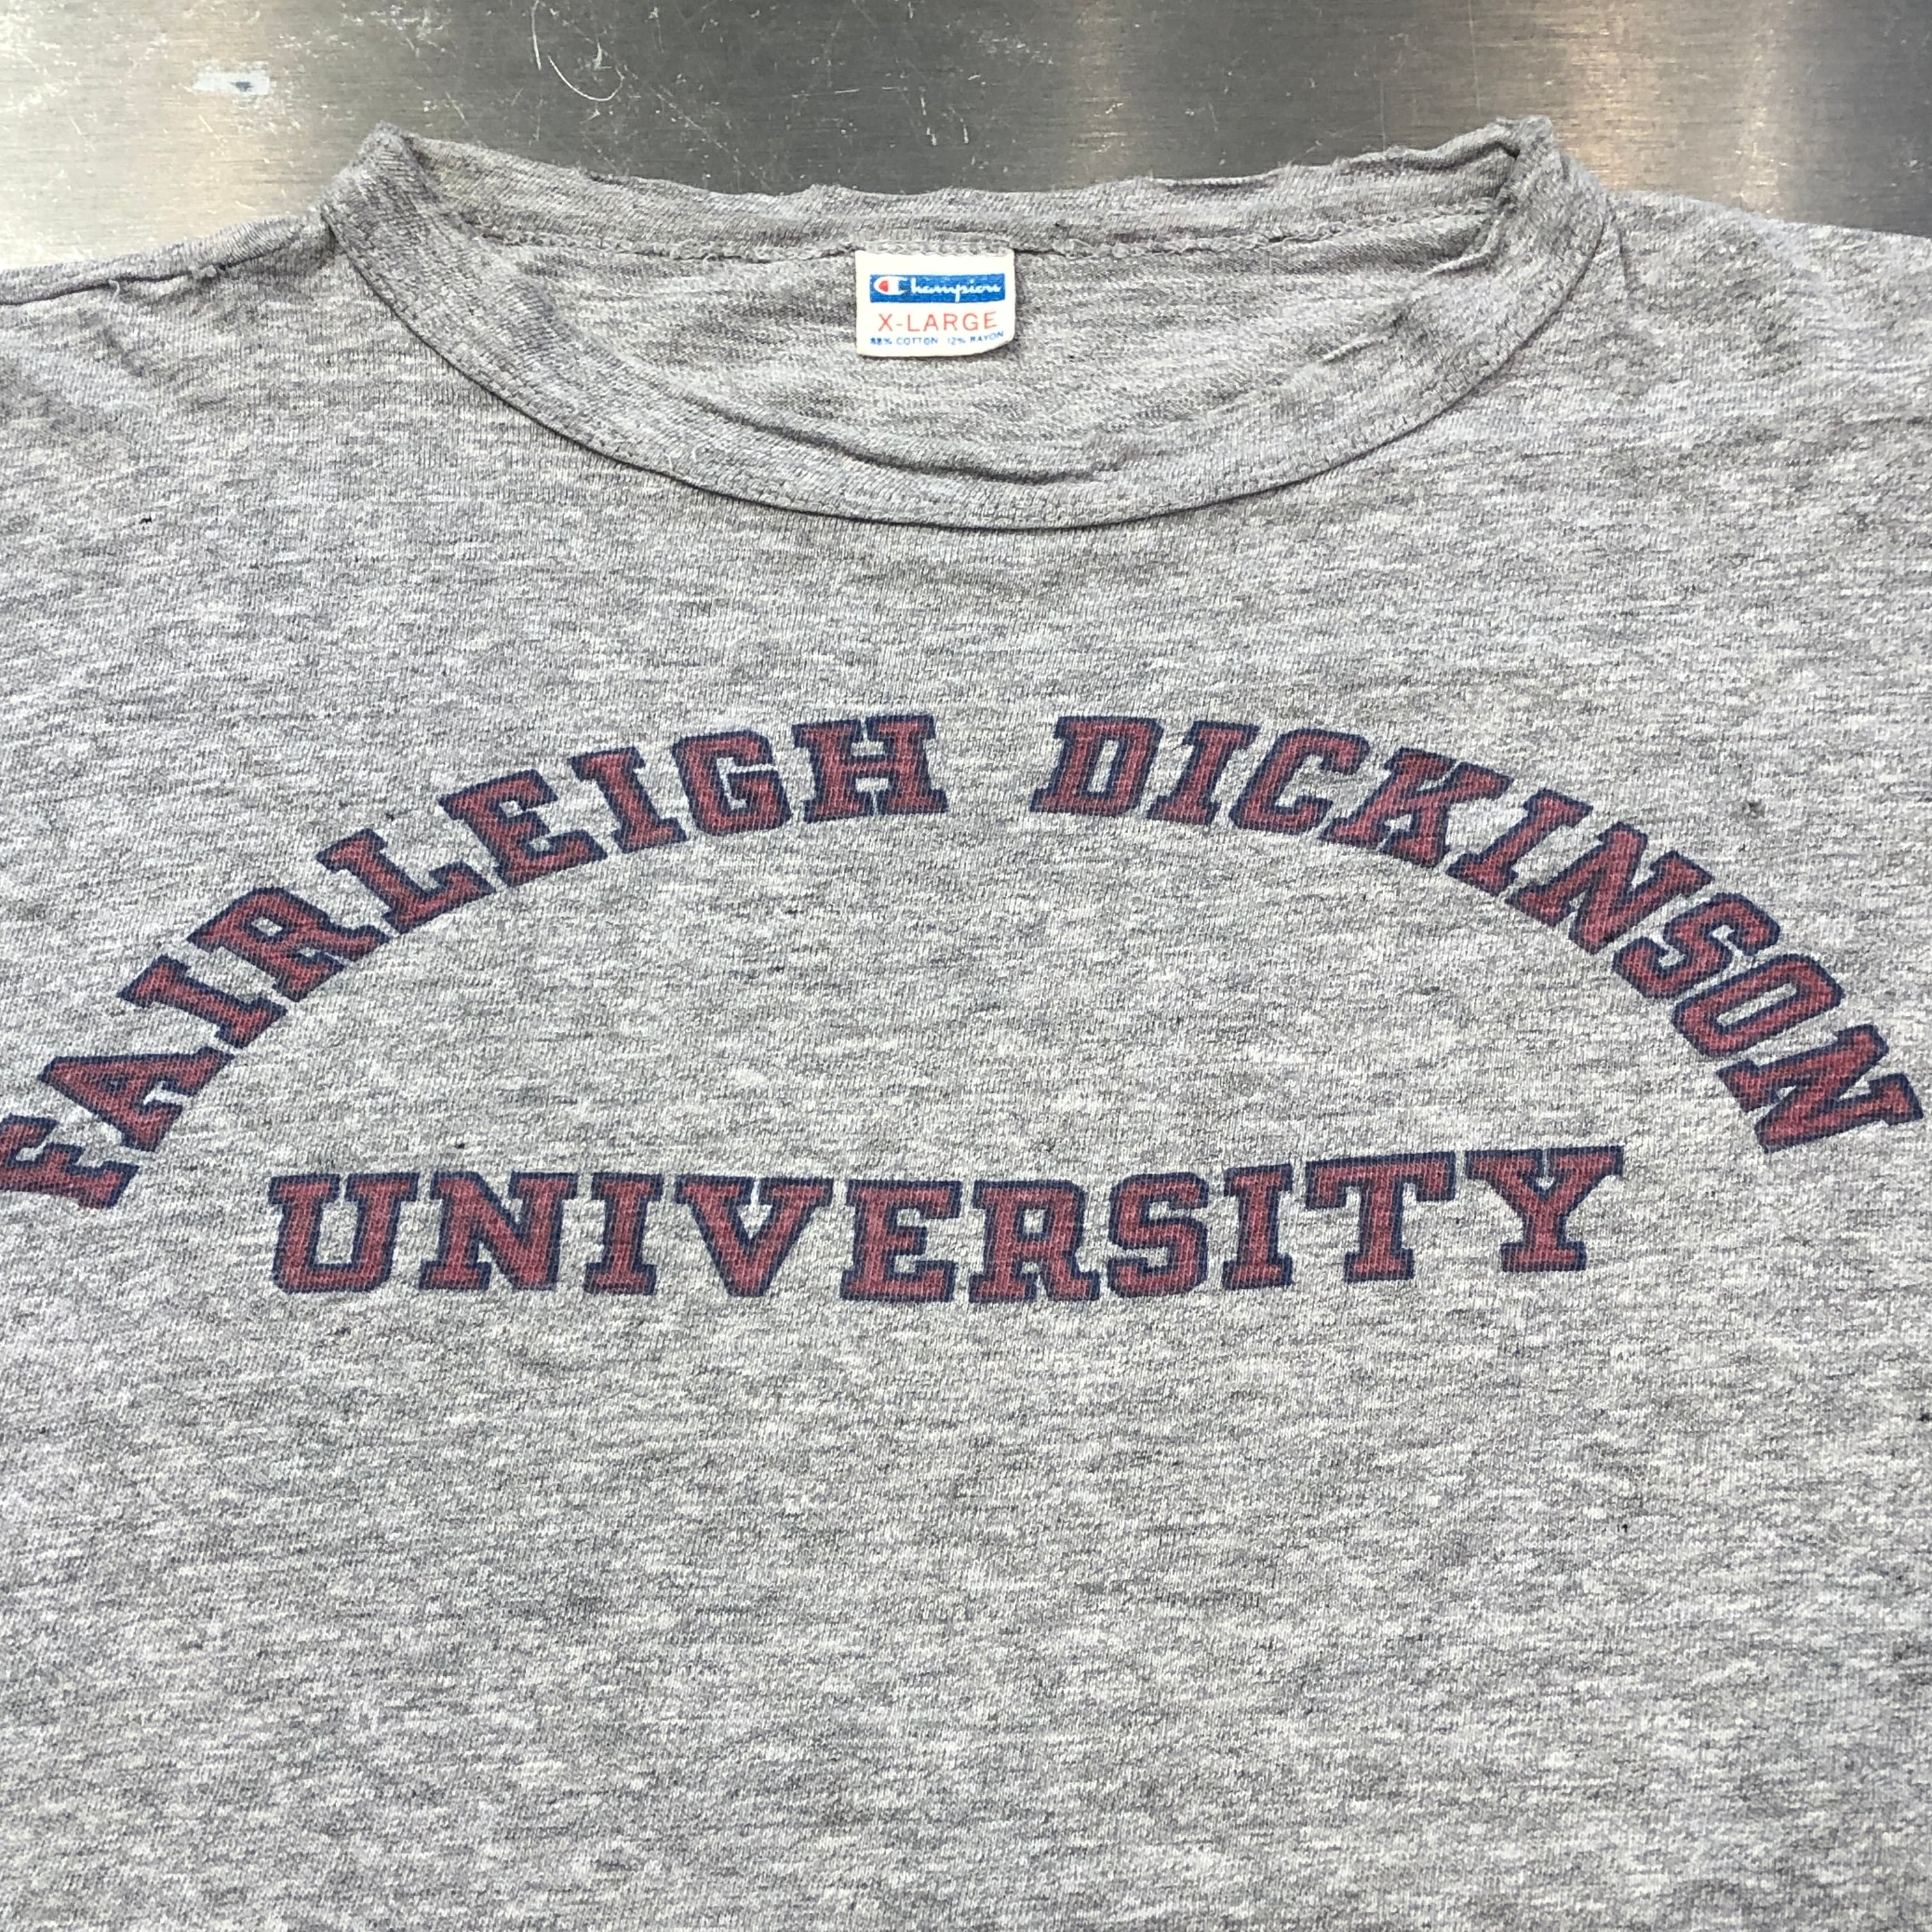 Champion
X-LARGE
88% COTTON 12% RAYON
FAIRLEIGH DICKINSON
UNIVERSITY